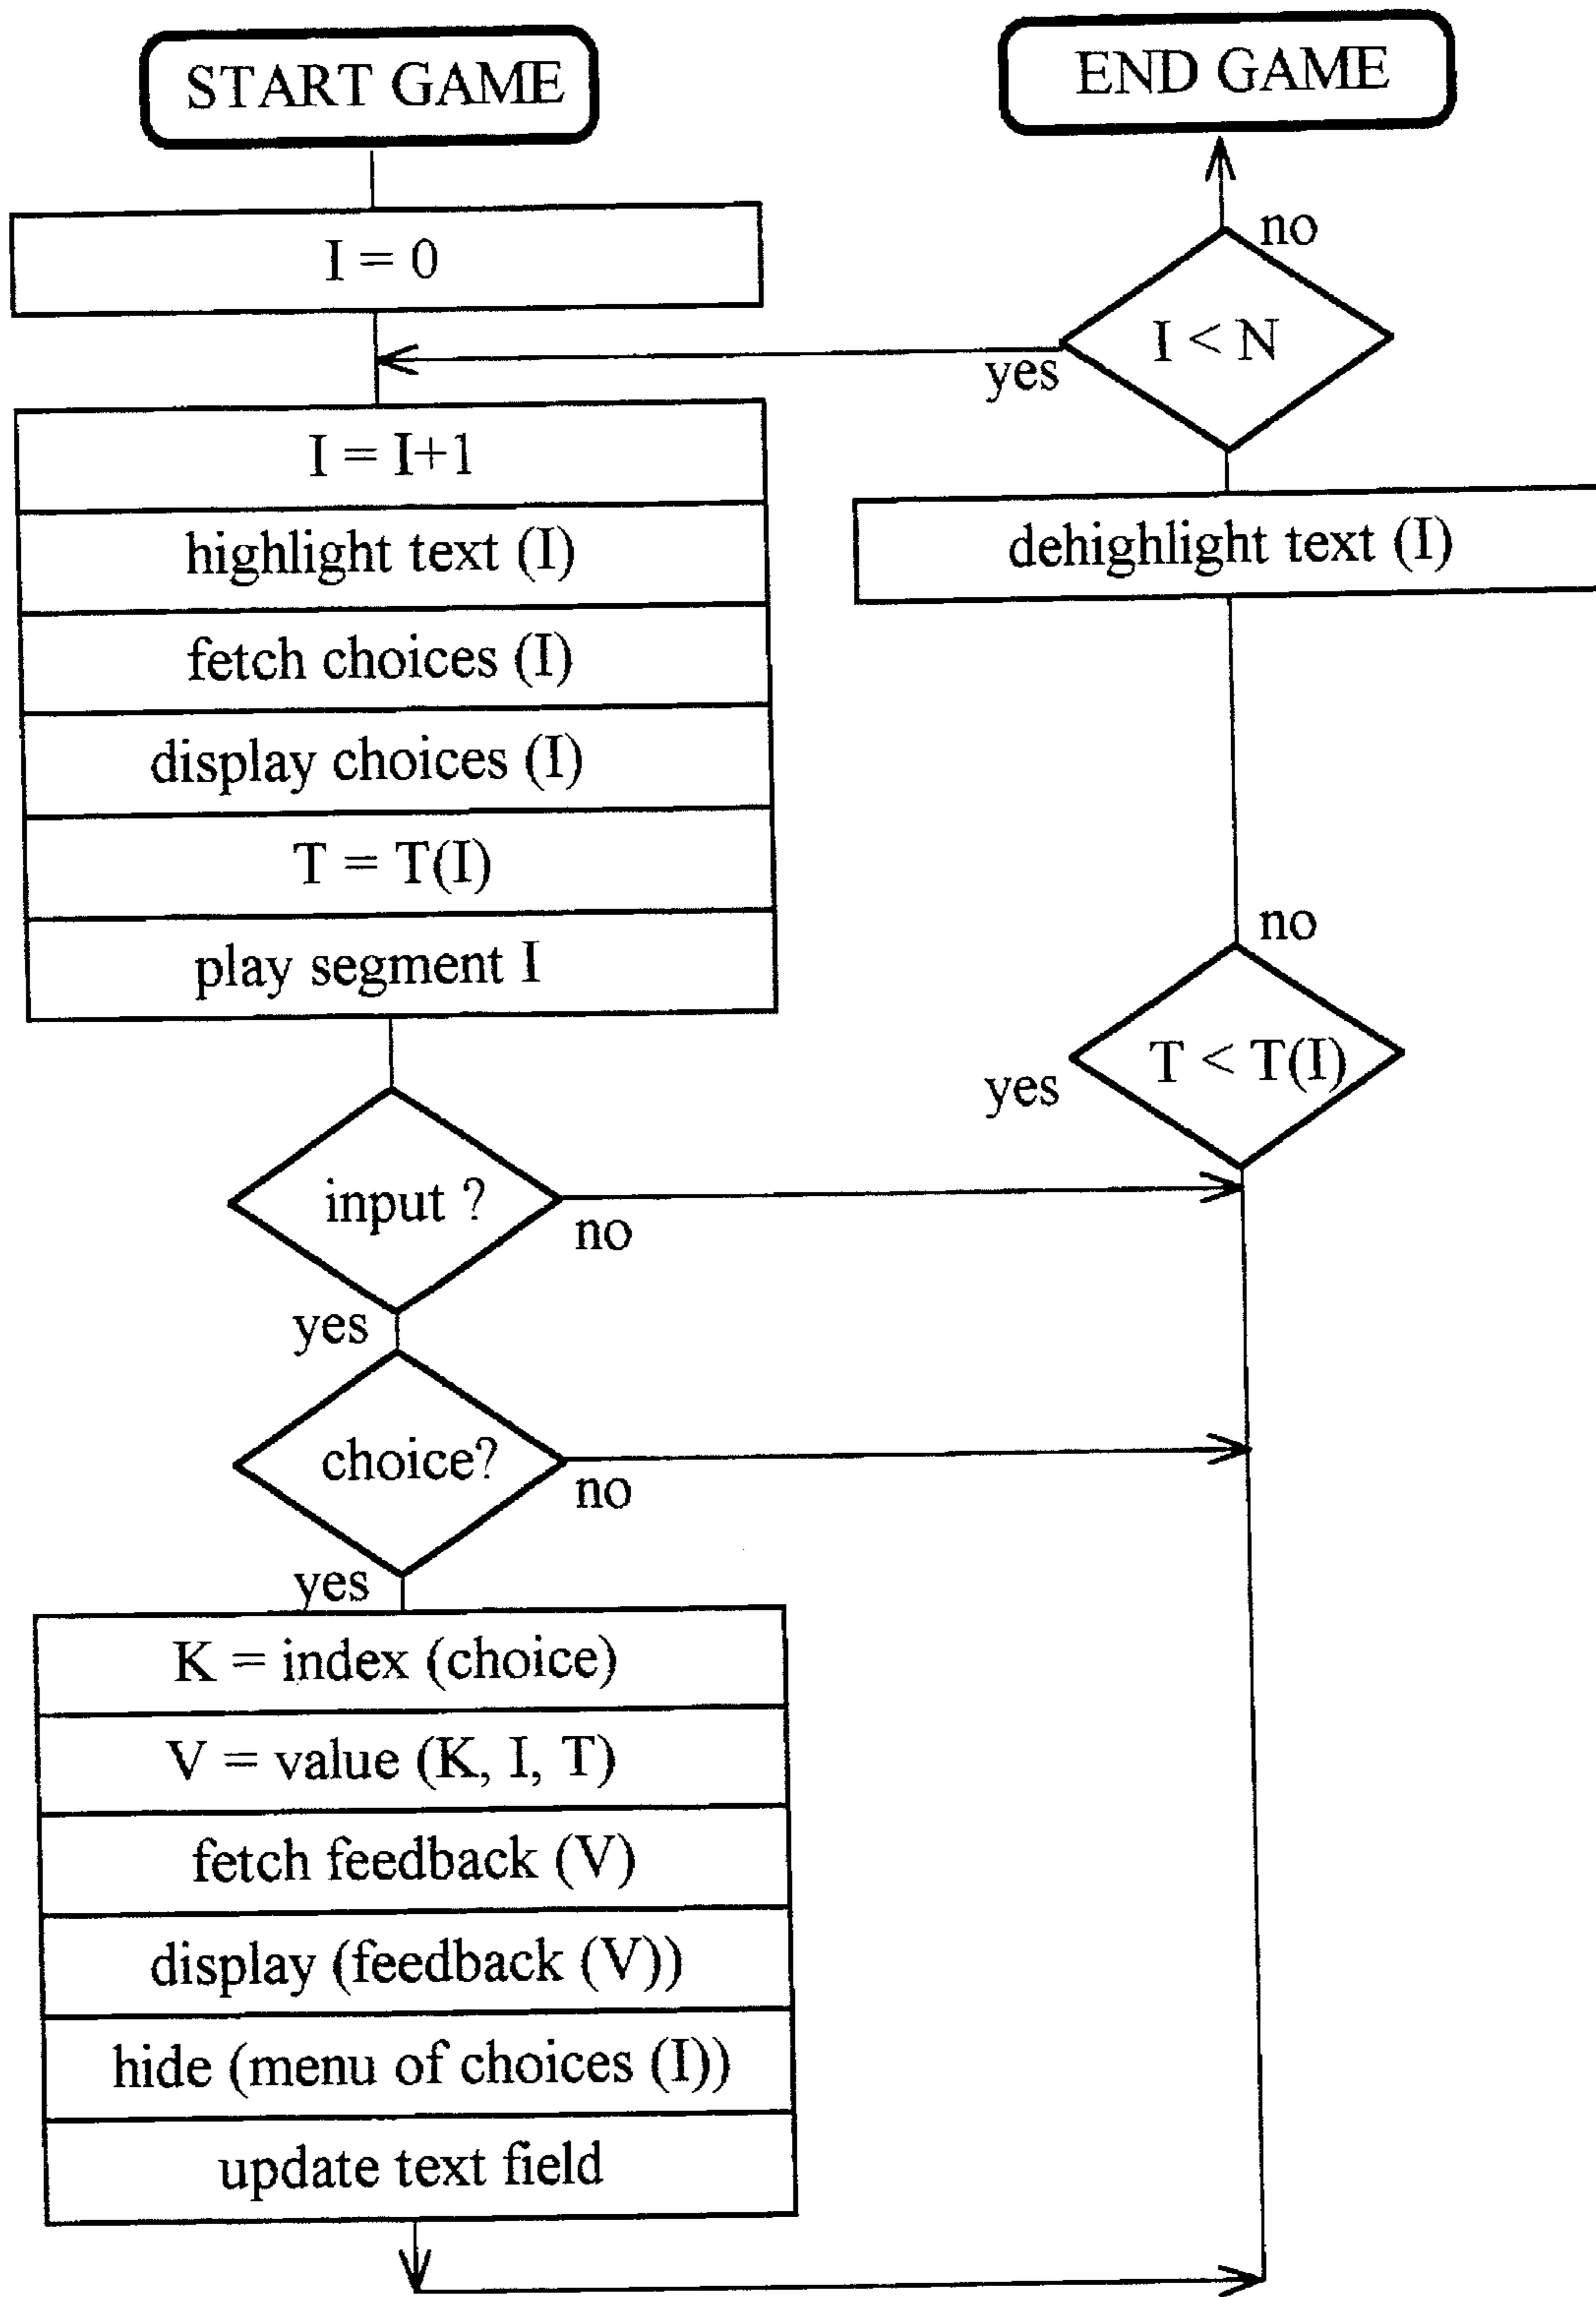 START GAME
I = 0
I = I+1
highlight text (I)
fetch choices (I)
display choices (I)
T = T(I)
play segment I
input ?
no
yes
choice?
no
yes
K = index (choice)
V = value (K, I, T)
fetch feedback (V)
display (feedback (V))
hide (menu of choices (I))
update text field
END GAME
no
I < N
yes
dehighlight text (I)
no
T < T(I)
yes